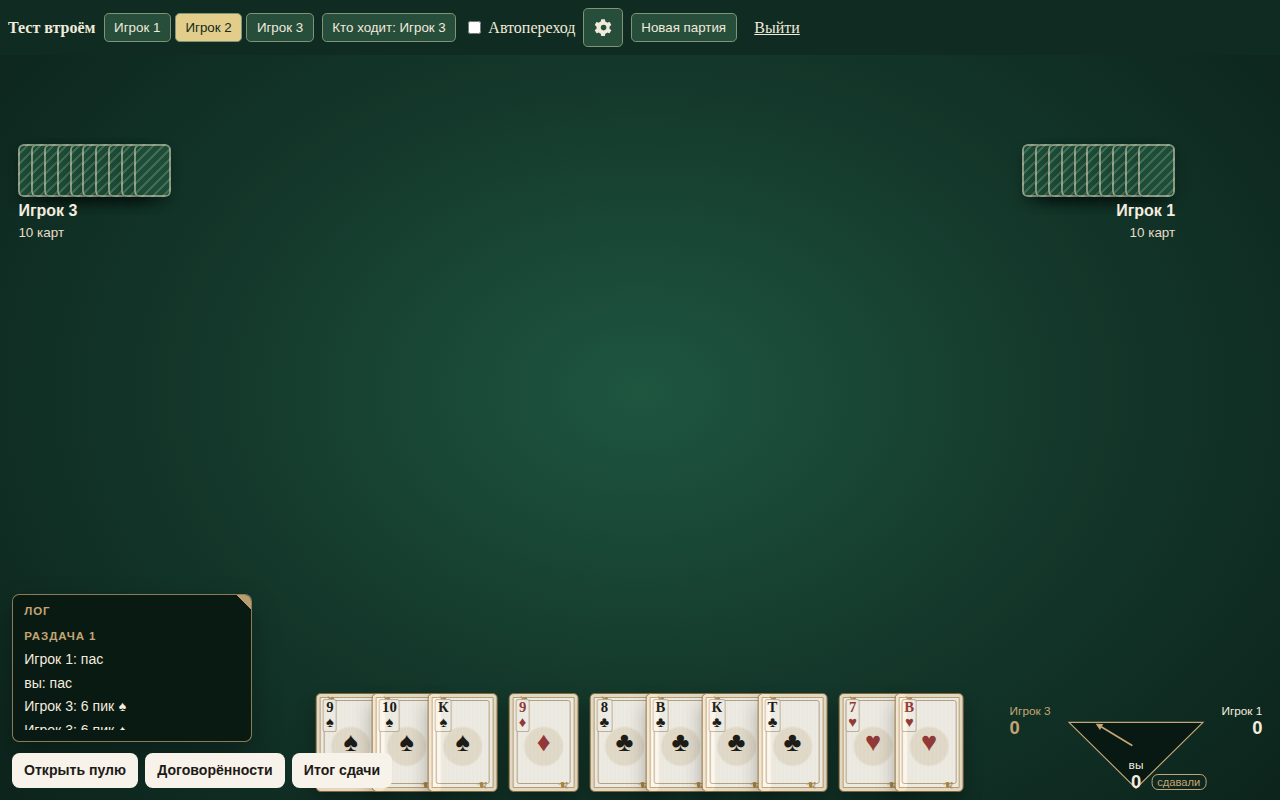 Тест втроём Игрок 1 Игрок 2 Игрок 3 Кто ходит: Игрок 3 Автопереход Новая партия Выйти
Игрок 3
10 карт
Игрок 1
10 карт
ЛОГ
РАЗДАЧА 1
Игрок 1: пас
вы: пас
Игрок 3: 6 пик ♠
Открыть пулю Договорённости Итог сдачи
9 ♠ 10 ♠ К ♠ 9 ♦ 8 ♣ В ♣ К ♣ Т ♣ 7 ♥ В ♥
Игрок 3
0
Игрок 1
0
вы
0 сдавали